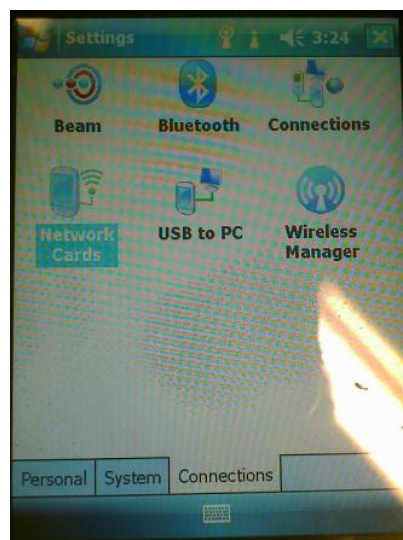 Settings 3:24
Beam Bluetooth Connections
Network
Cards
USB to PC
Wireless
Manager
Personal System Connections